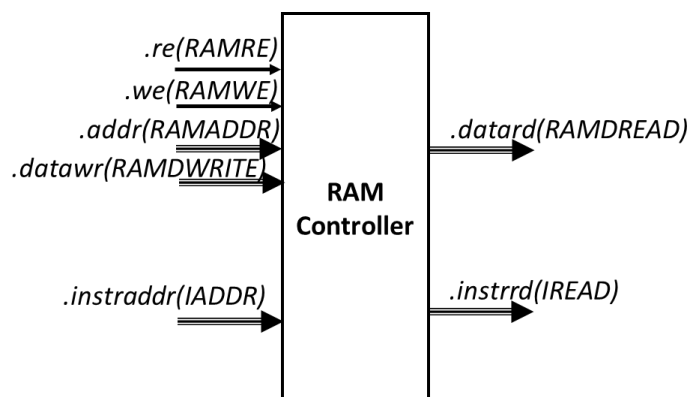 .re(RAMRE)
.we(RAMWE)
.addr(RAMADDR)
.datawr(RAMDWRITE)
.instraddr(IADDR)
RAM
Controller
.datard(RAMDREAD)
.instrrd(IREAD)